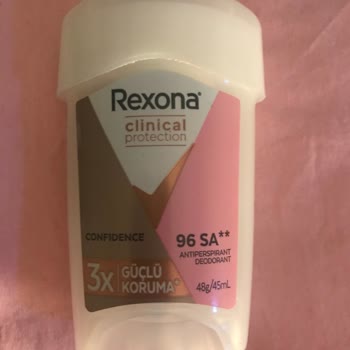 Rexona
clinical
protection
CONFIDENCE
96 SA**
ANTIPERSPIRANT
DEODORANT
3x GÜÇLÜ
KORUMA*
48g/45mL